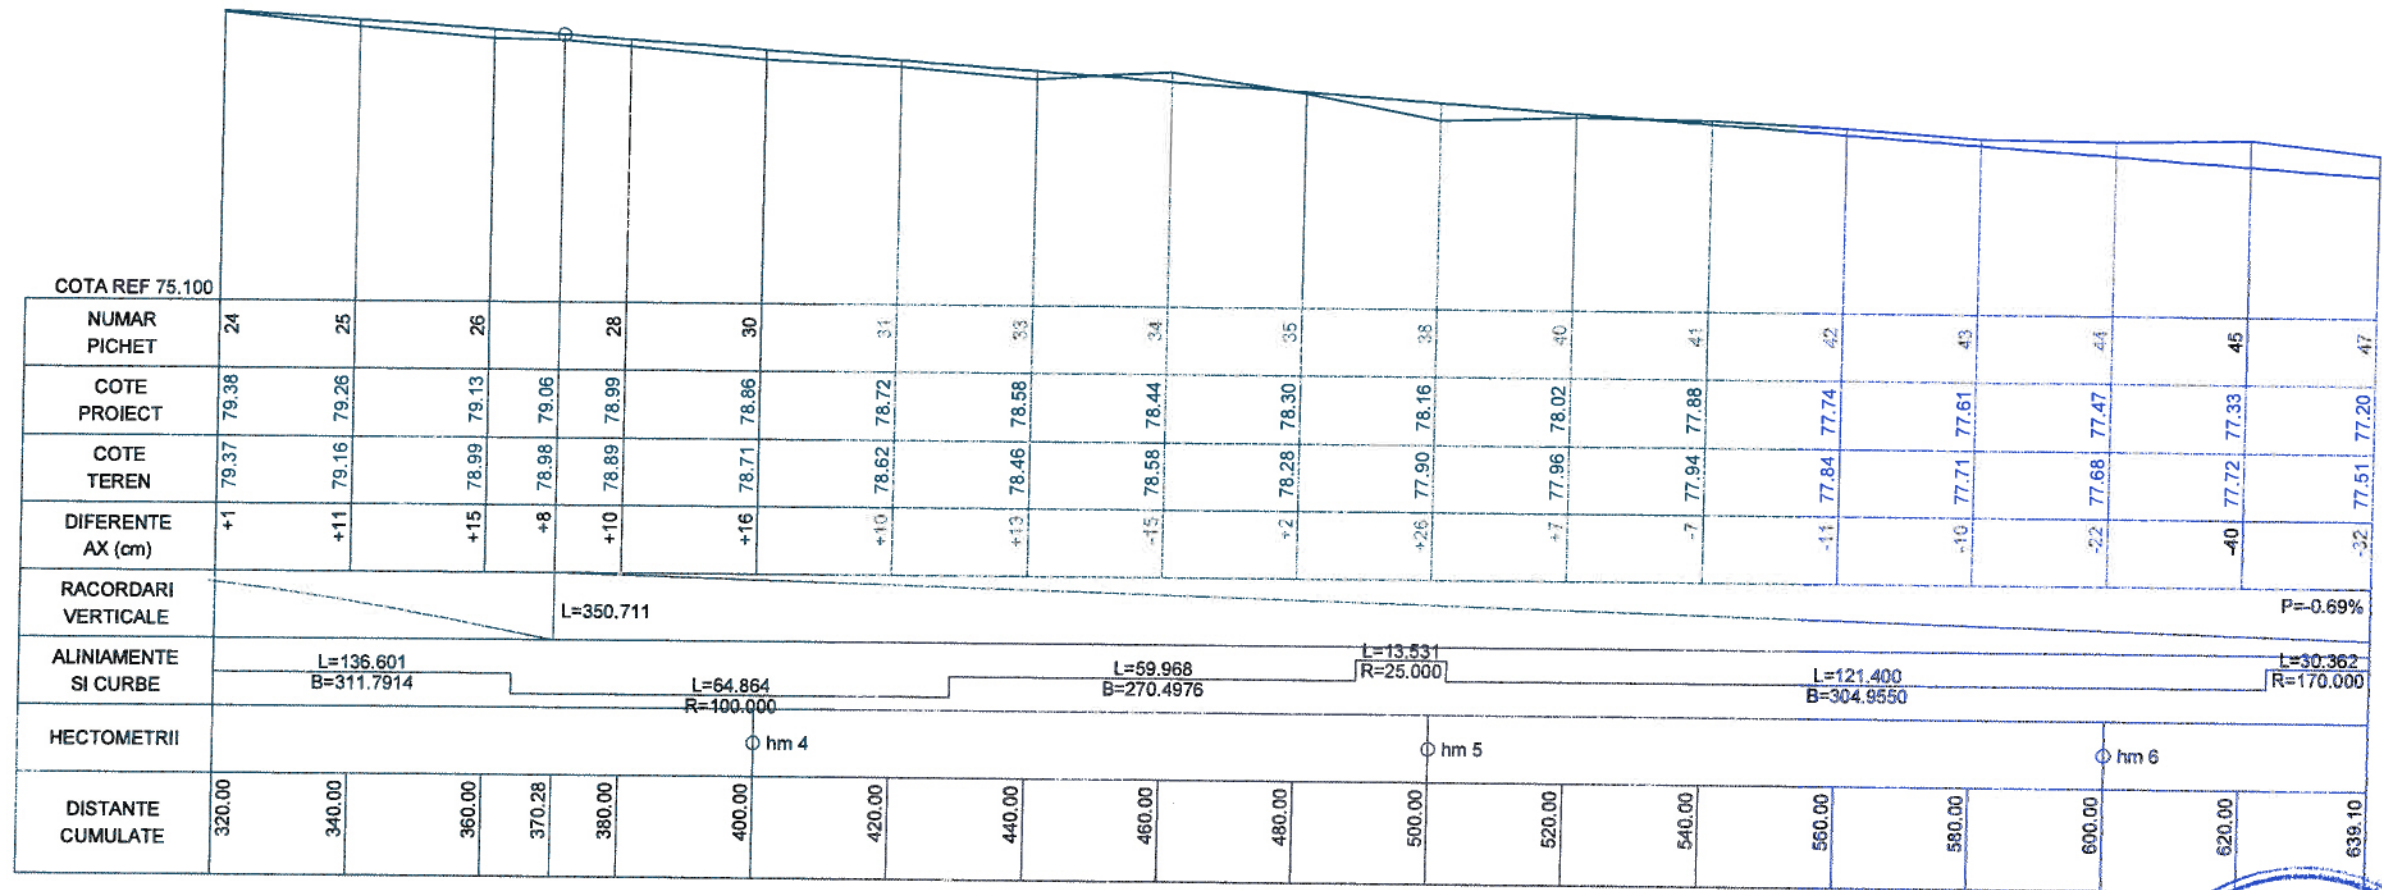 COTA REF 75.100
NUMAR
PICHET
24 25 26 28 30 31 33 34 35 38 40 41 42 43 44 45 47
COTE
PROIECT
79.38 79.26 79.13 79.06 78.99 78.86 78.72 78.58 78.44 78.30 78.16 78.02 77.88 77.74 77.61 77.47 77.33 77.20
COTE
TEREN
79.37 79.16 78.99 78.98 78.89 78.71 78.62 78.46 78.58 78.28 77.90 77.96 77.94 77.84 77.71 77.68 77.72 77.51
DIFERENTE
AX (cm)
+1 +11 +15 +8 +10 +16 +10 +13 -15 +2 +26 +7 -7 -11 -10 -22 -40 -32
RACORDARI
VERTICALE
L=350.711
P=-0.69%
ALINIAMENTE
SI CURBE
L=136.601
B=311.7914
L=64.864
R=100.000
L=59.968
B=270.4976
L=13.531
R=25.000
L=121.400
B=304.9550
L=30.362
R=170.000
HECTOMETRII
hm 4
hm 5
hm 6
DISTANTE
CUMULATE
320.00 340.00 360.00 370.28 380.00 400.00 420.00 440.00 460.00 480.00 500.00 520.00 540.00 560.00 580.00 600.00 620.00 639.10